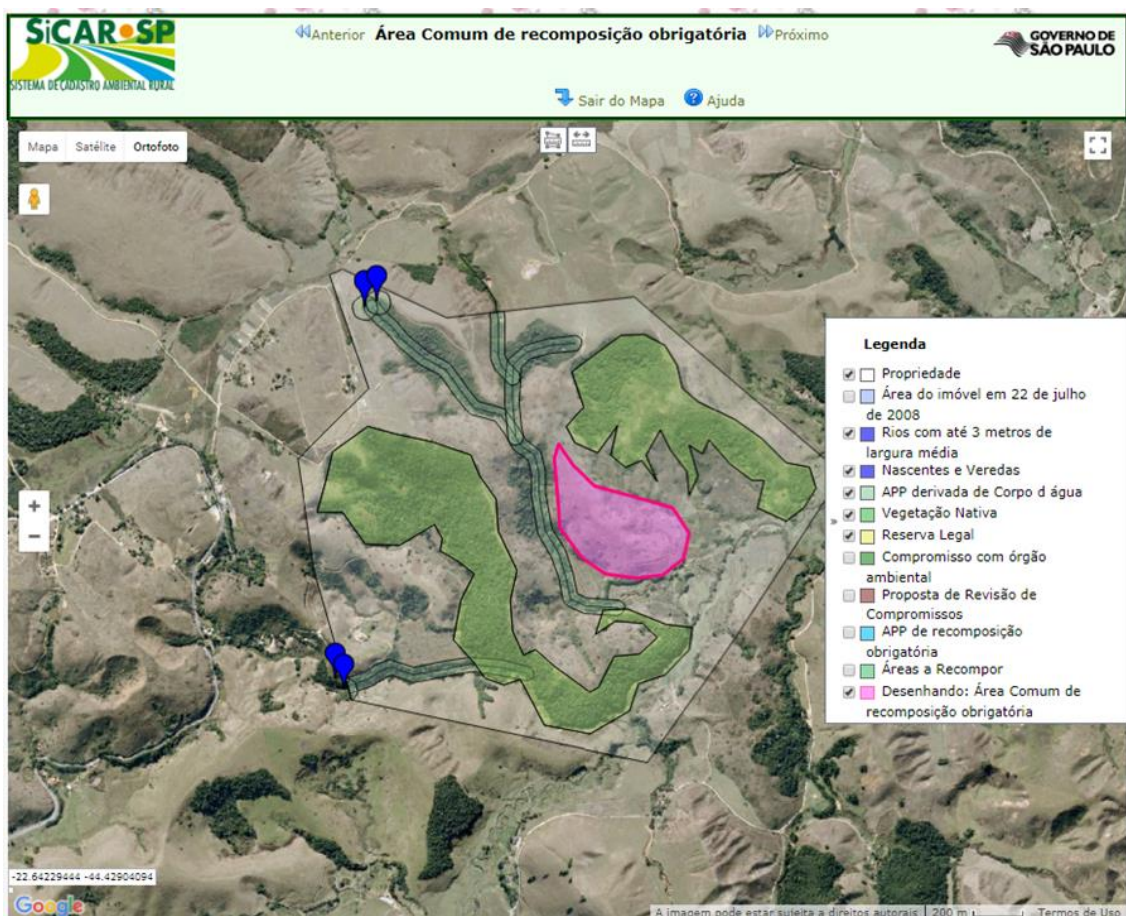 SiCAR SP
SISTEMA DE CADASTRO AMBIENTAL RURAL
Anterior Área Comum de recomposição obrigatória Próximo
GOVERNO DE
SÃO PAULO
Sair do Mapa Ajuda
Mapa Satélite Ortofoto
Legenda
Propriedade
Área do imóvel em 22 de julho
de 2008
Rios com até 3 metros de
largura média
Nascentes e Veredas
APP derivada de Corpo d água
Vegetação Nativa
Reserva Legal
Compromisso com órgão
ambiental
Proposta de Revisão de
Compromissos
APP de recomposição
obrigatória
Áreas a Recompor
Desenhando: Área Comum de
recomposição obrigatória
-22.64229444 -44.42904094
Google
A imagem pode estar sujeita a direitos autorais 200 m Termos de Uso